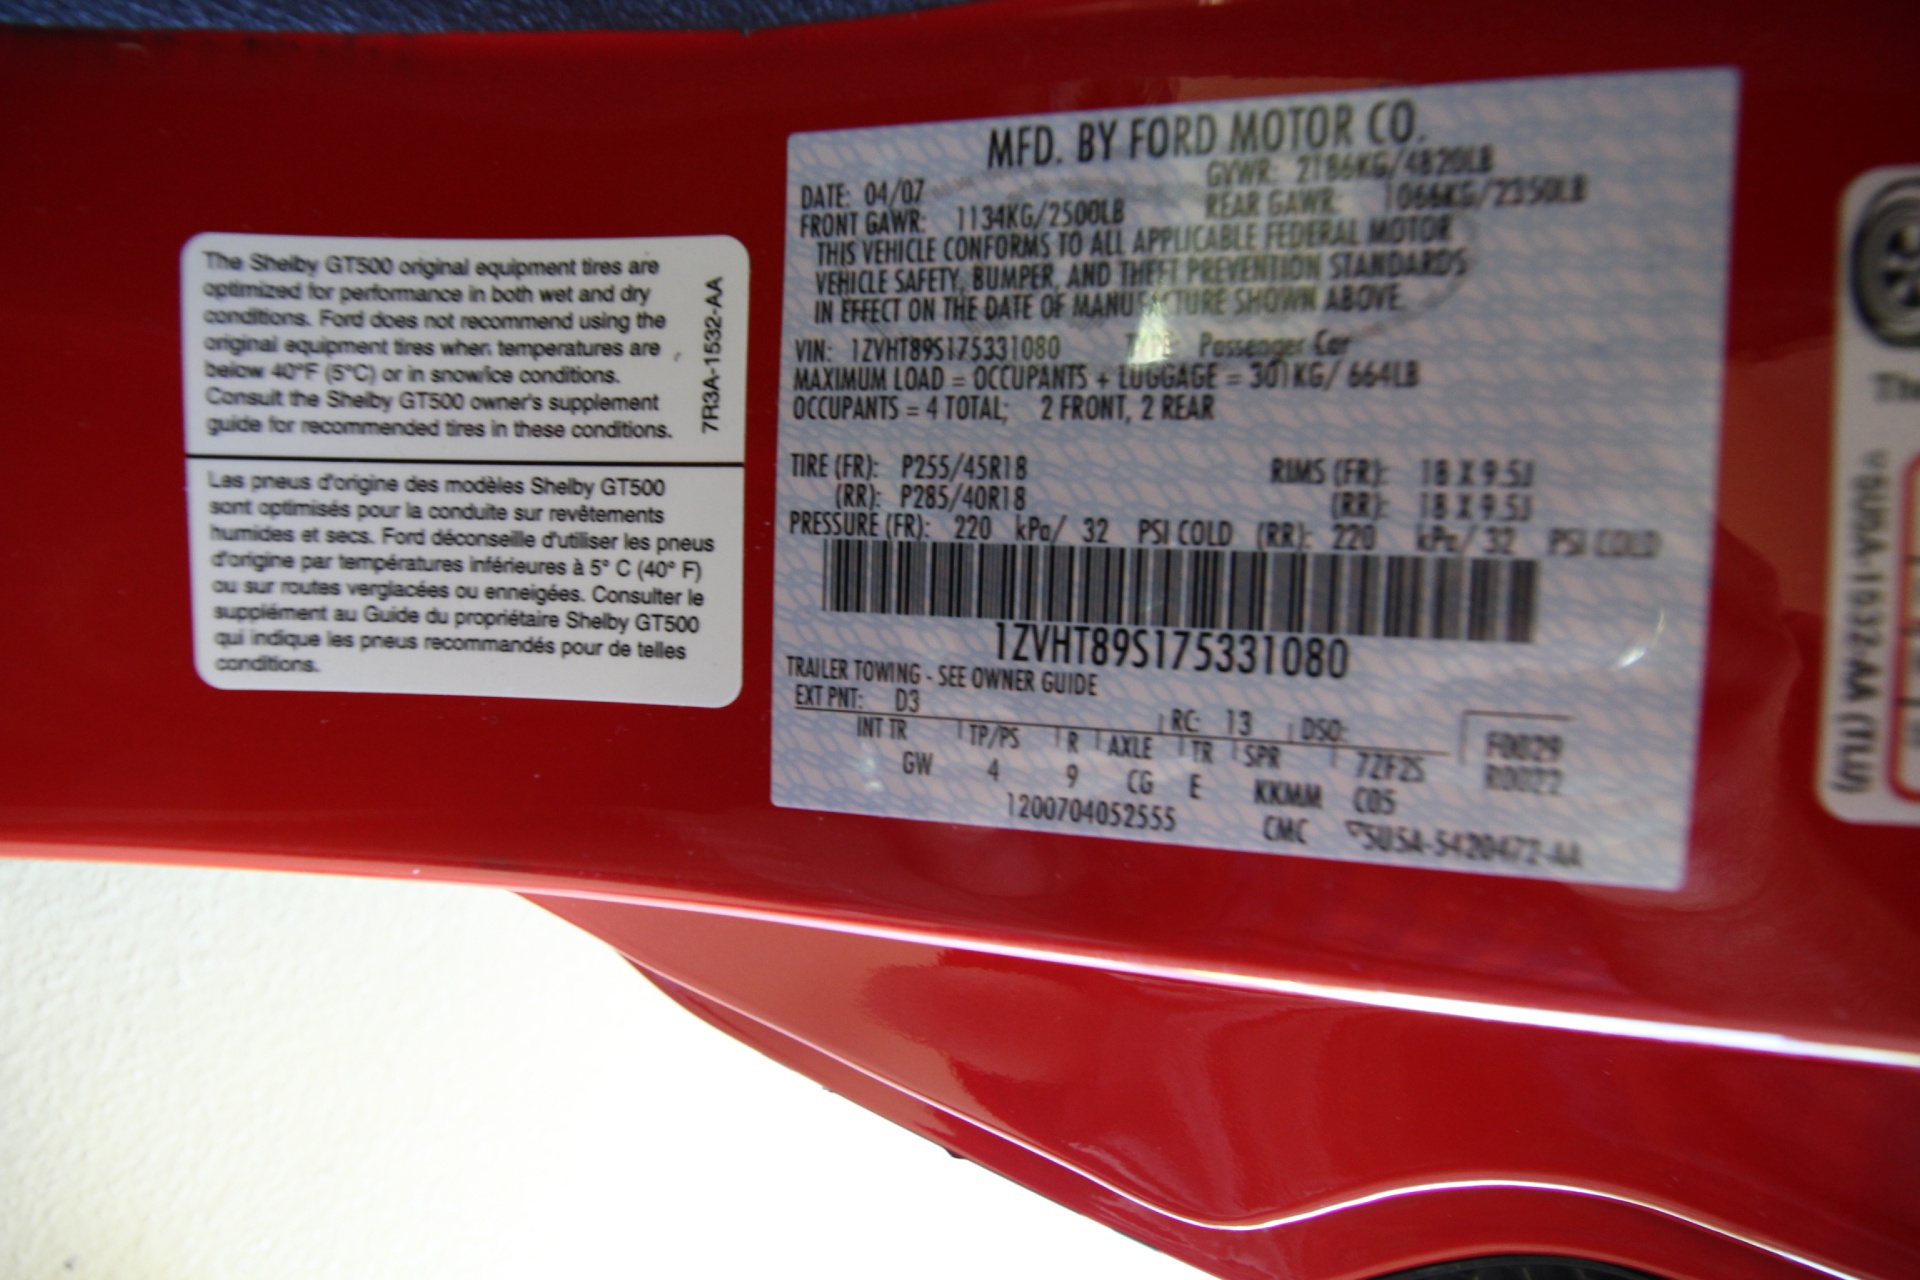 The Shelby GT500 original equipment tires are
optimized for performance in both wet and dry
conditions. Ford does not recommend using the
original equipment tires when temperatures are
below 40°F (5°C) or in snow/ice conditions.
Consult the Shelby GT500 owner's supplement
guide for recommended tires in these conditions.
7R3A-1532-AA
Las pneus d'origine des modèles Shelby GT500
sont optimisés pour la conduite sur revêtements
humides et secs. Ford déconseille d'utiliser les pneus
d'origine par températures inférieures à 5° C (40° F)
ou sur routes verglacées ou enneigées. Consulter le
supplément au Guide du propriétaire Shelby GT500
qui indique les pneus recommandés pour de telles
conditions.
MFD. BY FORD MOTOR CO.
DATE: 04/07 GVWR: 2186KG/4820LB
FRONT GAWR: 1134KG/2500LB REAR GAWR: 1066KG/2350LB
THIS VEHICLE CONFORMS TO ALL APPLICABLE FEDERAL MOTOR
VEHICLE SAFETY, BUMPER, AND THEFT PREVENTION STANDARDS
IN EFFECT ON THE DATE OF MANUFACTURE SHOWN ABOVE.
VIN: 1ZVHT89S175331080 TYPE: Passenger Car
MAXIMUM LOAD = OCCUPANTS + LUGGAGE = 301KG/ 664LB
OCCUPANTS = 4 TOTAL; 2 FRONT, 2 REAR
TIRE (FR): P255/45R18 RIMS (FR): 18 X 9.5J
(RR): P285/40R18 (RR): 18 X 9.5J
PRESSURE (FR): 220 kPa/ 32 PSI COLD (RR): 220 kPa/ 32 PSI COLD
1ZVHT89S175331080
TRAILER TOWING - SEE OWNER GUIDE
EXT PNT: D3 RC: 13 DSO: F0029
INT TR TP/PS R AXLE TR SPR 7ZF2S R0022
GW 4 9 CG E KKMM C05
1200704052555 CMC 5U5A-5420472-AA